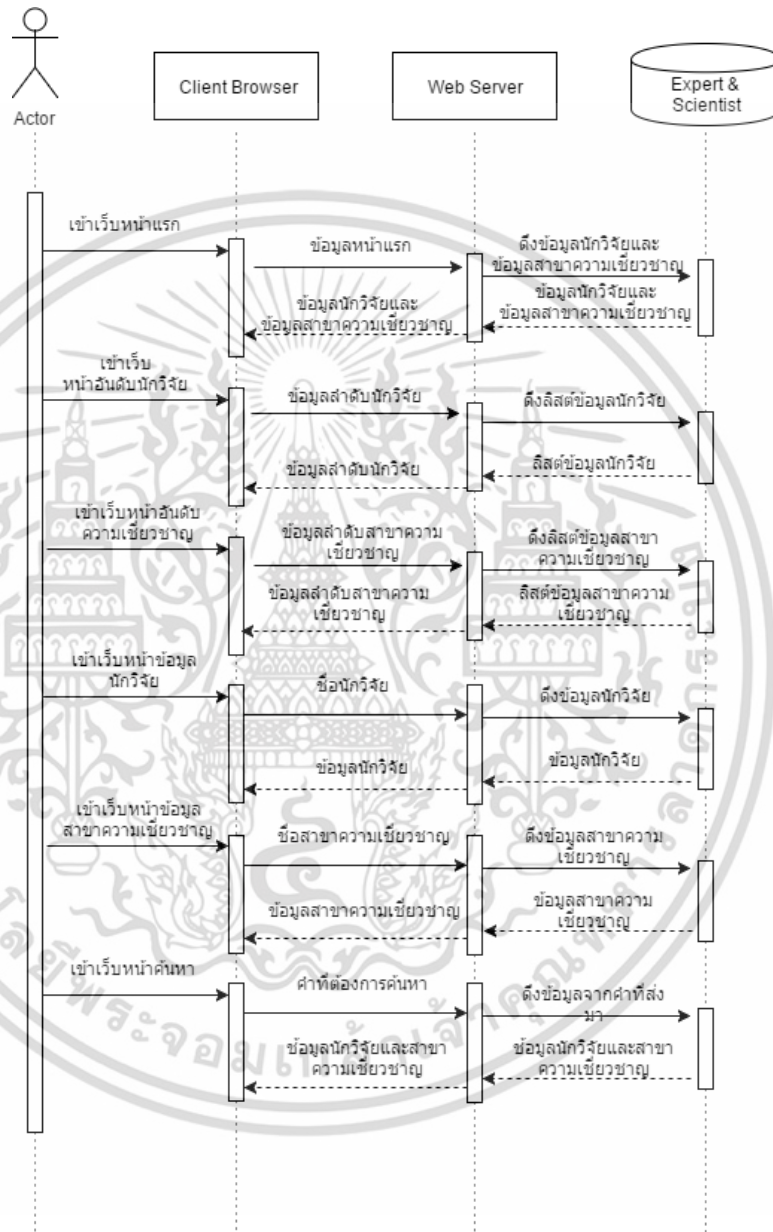 Actor
Client Browser
Web Server
Expert &
Scientist
เข้าเว็บหน้าแรก
ข้อมูลหน้าแรก
ดึงข้อมูลนักวิจัยและ
ข้อมูลสาขาความเชี่ยวชาญ
ข้อมูลนักวิจัยและ
ข้อมูลสาขาความเชี่ยวชาญ
ข้อมูลนักวิจัยและ
ข้อมูลสาขาความเชี่ยวชาญ
เข้าเว็บ
หน้าอันดับนักวิจัย
ข้อมูลลำดับนักวิจัย
ดึงลิสต์ข้อมูลนักวิจัย
ลิสต์ข้อมูลนักวิจัย
ข้อมูลลำดับนักวิจัย
เข้าเว็บหน้าอันดับ
ความเชี่ยวชาญ
ข้อมูลลำดับสาขาความ
เชี่ยวชาญ
ดึงลิสต์ข้อมูลสาขา
ความเชี่ยวชาญ
ลิสต์ข้อมูลสาขาความ
เชี่ยวชาญ
ข้อมูลลำดับสาขาความ
เชี่ยวชาญ
เข้าเว็บหน้าข้อมูล
นักวิจัย
ชื่อนักวิจัย
ดึงข้อมูลนักวิจัย
ข้อมูลนักวิจัย
ข้อมูลนักวิจัย
เข้าเว็บหน้าข้อมูล
สาขาความเชี่ยวชาญ
ชื่อสาขาความเชี่ยวชาญ
ดึงข้อมูลสาขาความ
เชี่ยวชาญ
ข้อมูลสาขาความ
เชี่ยวชาญ
ข้อมูลสาขาความเชี่ยวชาญ
เข้าเว็บหน้าค้นหา
คำที่ต้องการค้นหา
ดึงข้อมูลจากคำที่ส่ง
มา
ข้อมูลนักวิจัยและสาขา
ความเชี่ยวชาญ
ข้อมูลนักวิจัยและสาขา
ความเชี่ยวชาญ